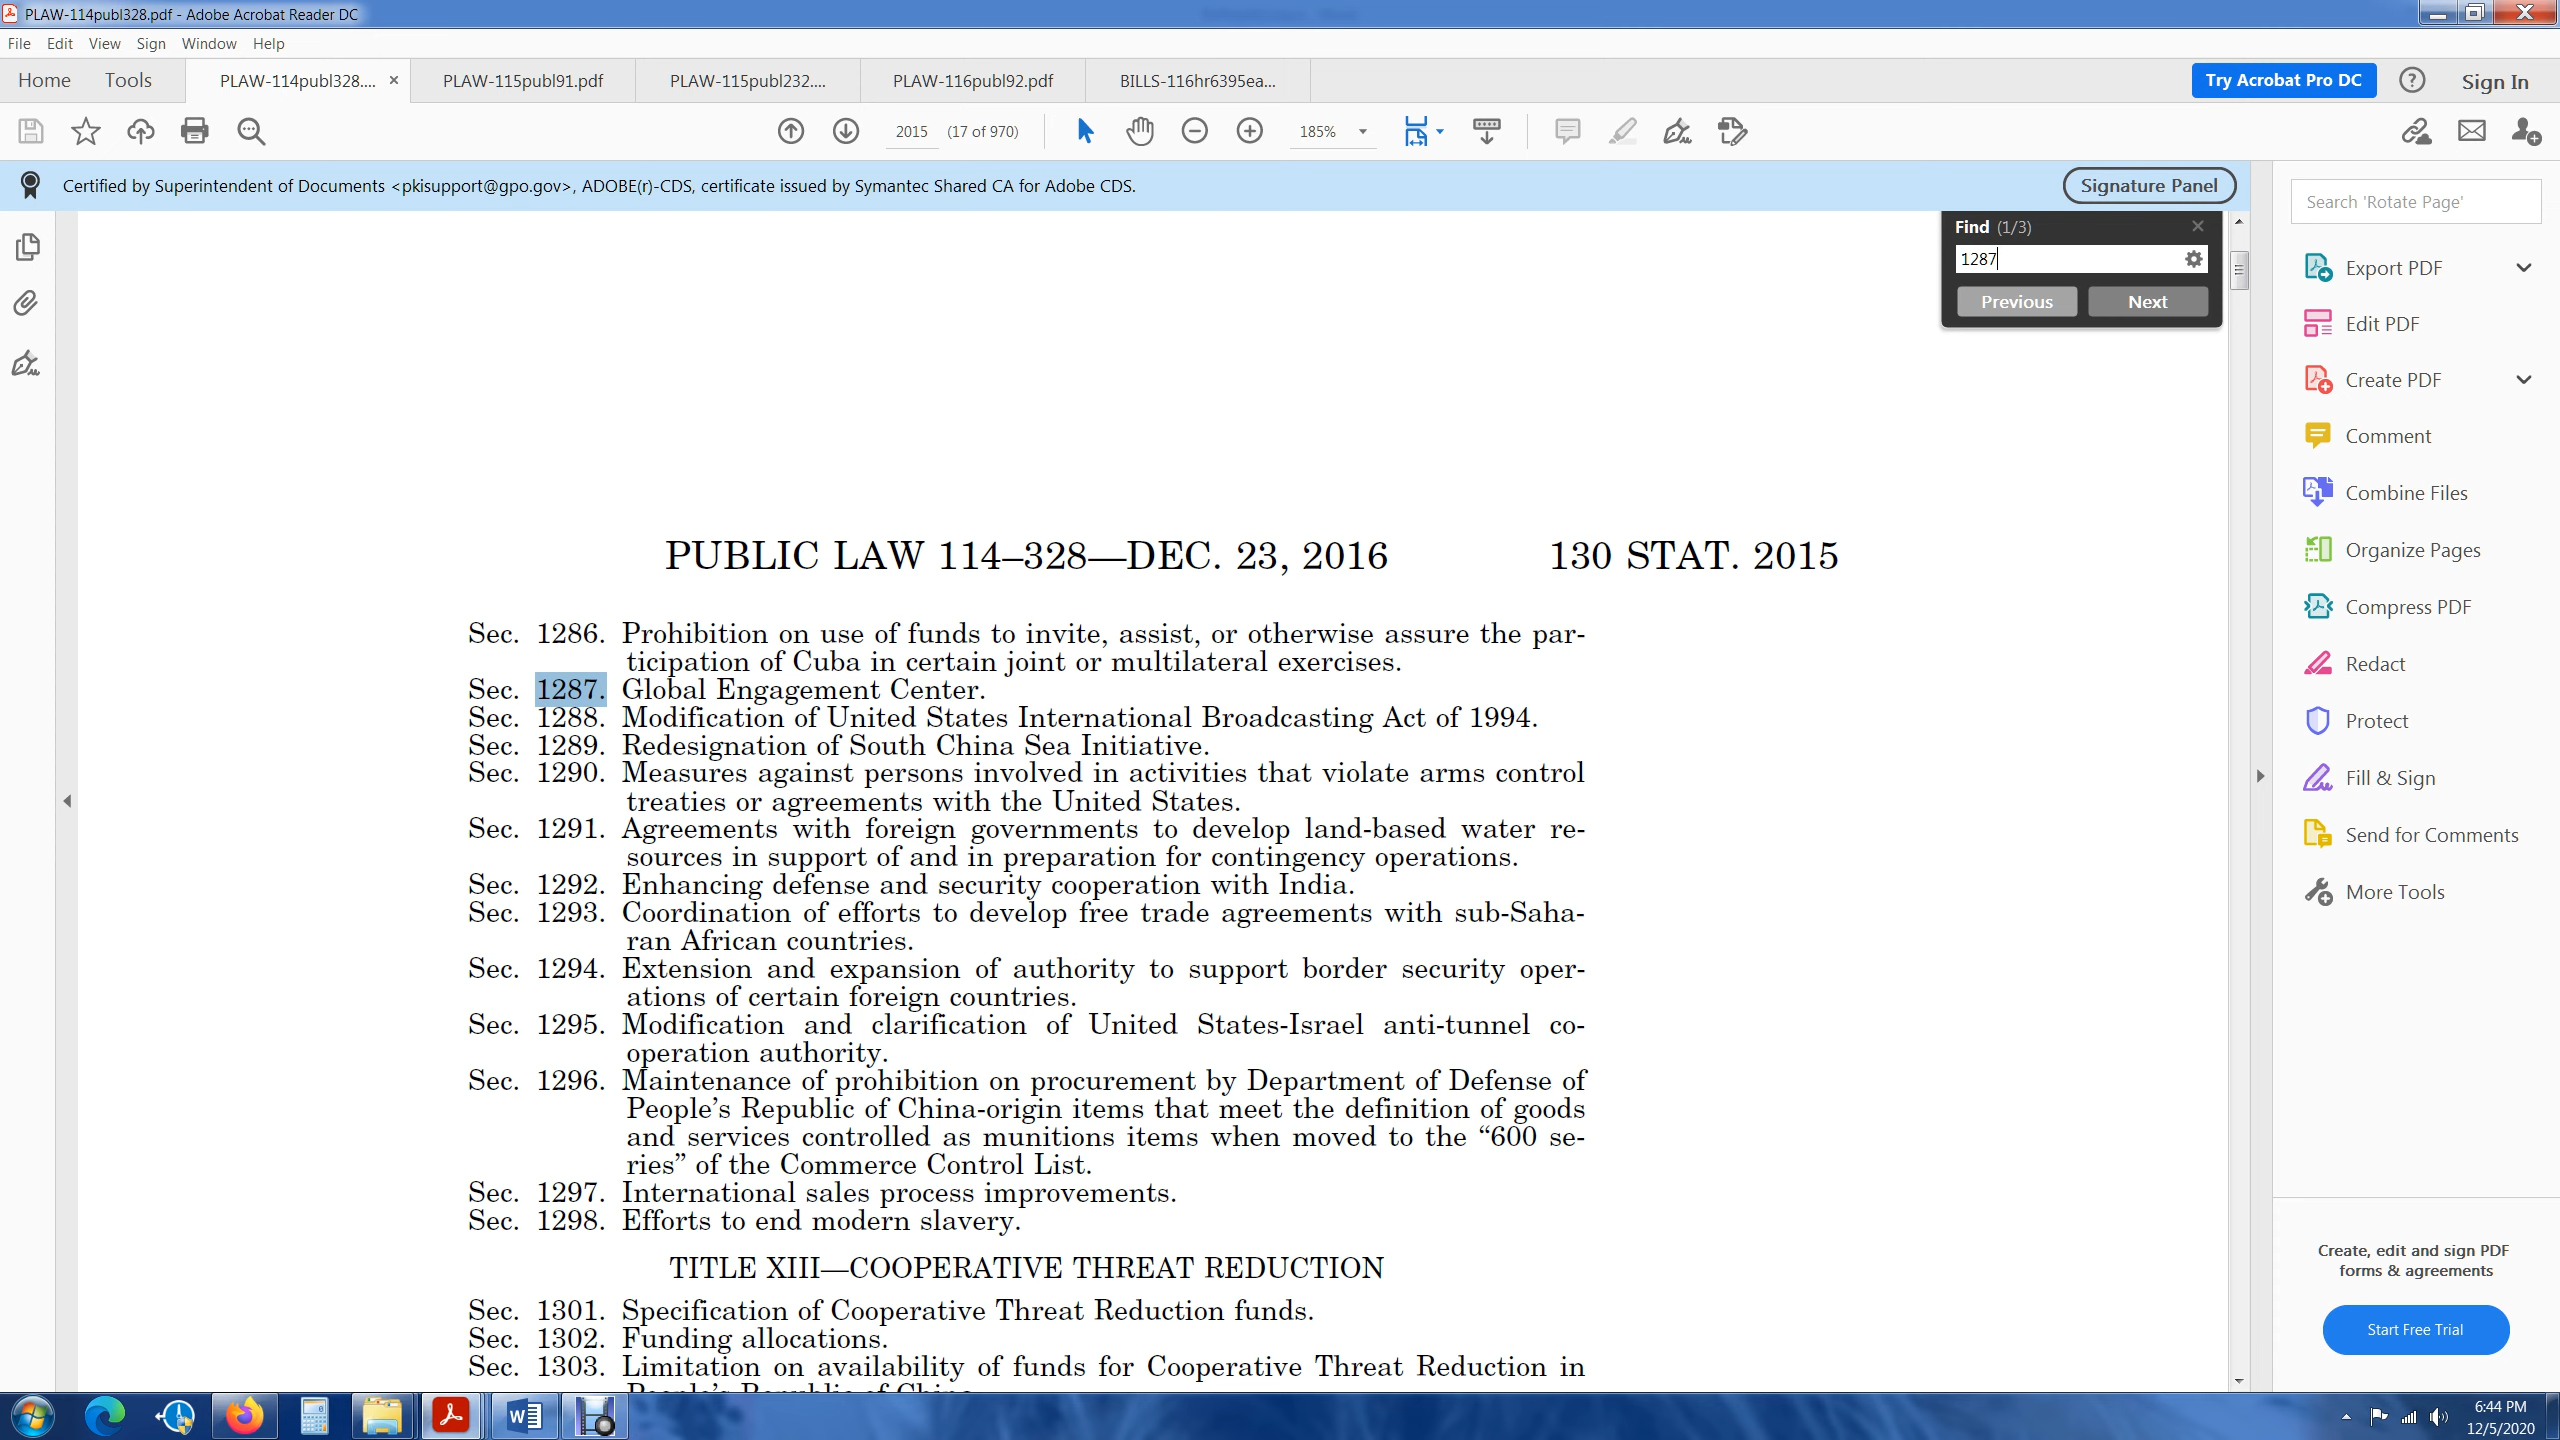 PLAW-114publ328.pdf - Adobe Acrobat Reader DC
File Edit View Sign Window Help
Home Tools PLAW-114publ328.... × PLAW-115publ91.pdf PLAW-115publ232.... PLAW-116publ92.pdf BILLS-116hr6395ea... Try Acrobat Pro DC Sign In
2015 (17 of 970) 185%
Certified by Superintendent of Documents <pkisupport@gpo.gov>, ADOBE(r)-CDS, certificate issued by Symantec Shared CA for Adobe CDS. Signature Panel
Search 'Rotate Page'
Find (1/3)
1287
Previous Next
Export PDF
Edit PDF
Create PDF
Comment
Combine Files
Organize Pages
Compress PDF
Redact
Protect
Fill & Sign
Send for Comments
More Tools
Create, edit and sign PDF
forms & agreements
Start Free Trial
PUBLIC LAW 114–328—DEC. 23, 2016 130 STAT. 2015
Sec. 1286. Prohibition on use of funds to invite, assist, or otherwise assure the par-
ticipation of Cuba in certain joint or multilateral exercises.
Sec. 1287. Global Engagement Center.
Sec. 1288. Modification of United States International Broadcasting Act of 1994.
Sec. 1289. Redesignation of South China Sea Initiative.
Sec. 1290. Measures against persons involved in activities that violate arms control
treaties or agreements with the United States.
Sec. 1291. Agreements with foreign governments to develop land-based water re-
sources in support of and in preparation for contingency operations.
Sec. 1292. Enhancing defense and security cooperation with India.
Sec. 1293. Coordination of efforts to develop free trade agreements with sub-Saha-
ran African countries.
Sec. 1294. Extension and expansion of authority to support border security oper-
ations of certain foreign countries.
Sec. 1295. Modification and clarification of United States-Israel anti-tunnel co-
operation authority.
Sec. 1296. Maintenance of prohibition on procurement by Department of Defense of
People’s Republic of China-origin items that meet the definition of goods
and services controlled as munitions items when moved to the “600 se-
ries” of the Commerce Control List.
Sec. 1297. International sales process improvements.
Sec. 1298. Efforts to end modern slavery.
TITLE XIII—COOPERATIVE THREAT REDUCTION
Sec. 1301. Specification of Cooperative Threat Reduction funds.
Sec. 1302. Funding allocations.
Sec. 1303. Limitation on availability of funds for Cooperative Threat Reduction in
People’s Republic of China.
6:44 PM
12/5/2020